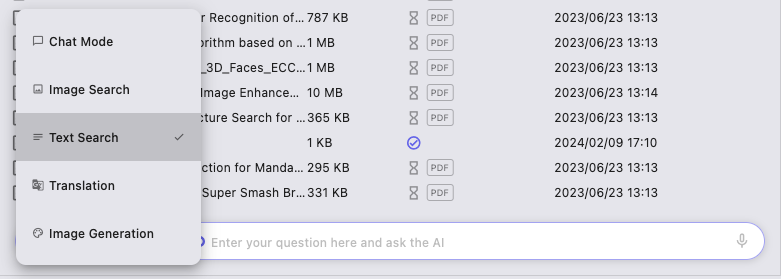 r Recognition of... 787 KB PDF 2023/06/23 13:13
Chat Mode
orithm based on ... 1 MB PDF 2023/06/23 13:13
_3D_Faces_ECC... 1 MB PDF 2023/06/23 13:13
Image Search
Image Enhance... 10 MB PDF 2023/06/23 13:14
cture Search for ... 365 KB PDF 2023/06/23 13:13
Text Search
1 KB 2024/02/09 17:10
ction for Manda... 295 KB PDF 2023/06/23 13:13
Translation
Super Smash Br... 331 KB PDF 2023/06/23 13:13
Image Generation
Enter your question here and ask the AI